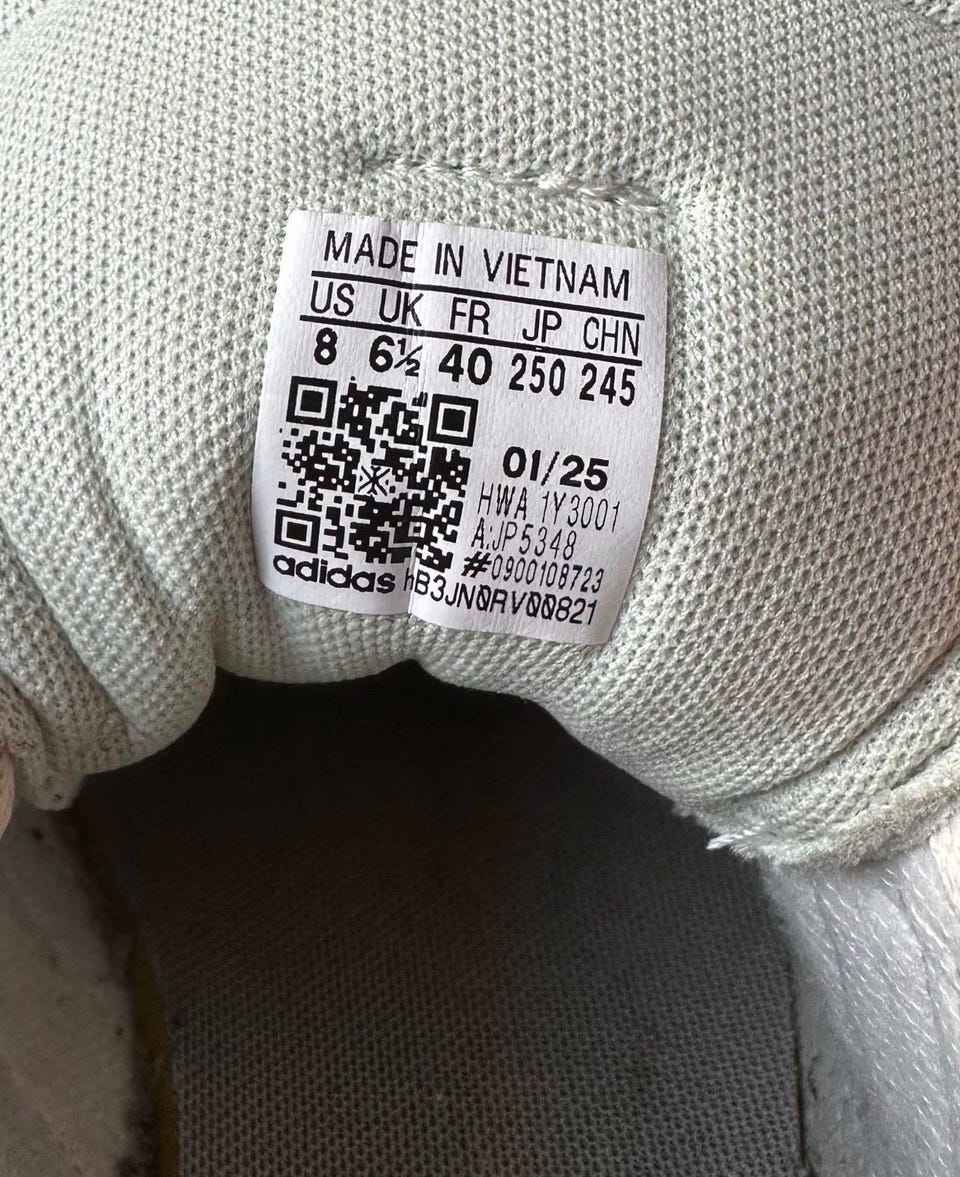 MADE IN VIETNAM
US UK FR JP CHN
8 6½ 40 250 245
01/25
HWA 1Y3001
A:JP5348
#0900108723
adidas hB3JN0RV00821